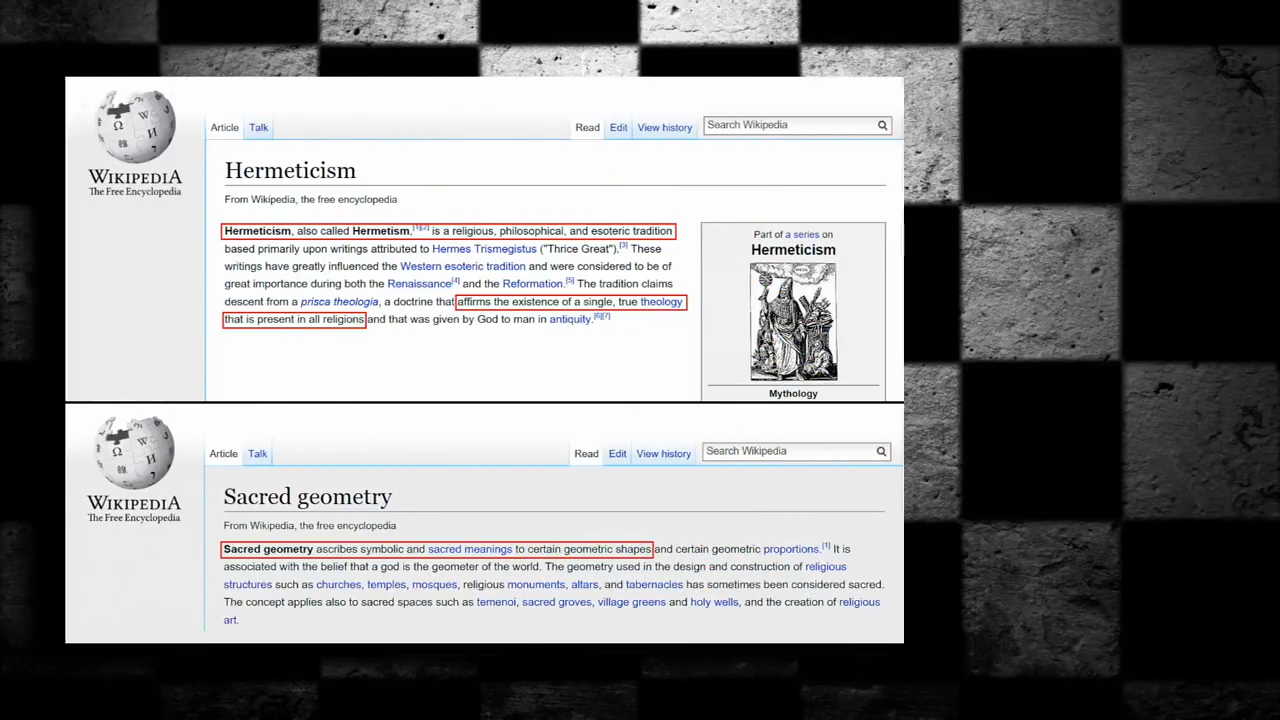 WIKIPEDIA
The Free Encyclopedia
Article Talk Read Edit View history Search Wikipedia
Hermeticism
From Wikipedia, the free encyclopedia
Hermeticism, also called Hermetism,[1][2] is a religious, philosophical, and esoteric tradition
based primarily upon writings attributed to Hermes Trismegistus ("Thrice Great").[3] These
writings have greatly influenced the Western esoteric tradition and were considered to be of
great importance during both the Renaissance[4] and the Reformation.[5] The tradition claims
descent from a prisca theologia, a doctrine that affirms the existence of a single, true theology
that is present in all religions and that was given by God to man in antiquity.[6][7]
Part of a series on
Hermeticism
Mythology
WIKIPEDIA
The Free Encyclopedia
Article Talk Read Edit View history Search Wikipedia
Sacred geometry
From Wikipedia, the free encyclopedia
Sacred geometry ascribes symbolic and sacred meanings to certain geometric shapes and certain geometric proportions.[1] It is
associated with the belief that a god is the geometer of the world. The geometry used in the design and construction of religious
structures such as churches, temples, mosques, religious monuments, altars, and tabernacles has sometimes been considered sacred.
The concept applies also to sacred spaces such as temenoi, sacred groves, village greens and holy wells, and the creation of religious
art.